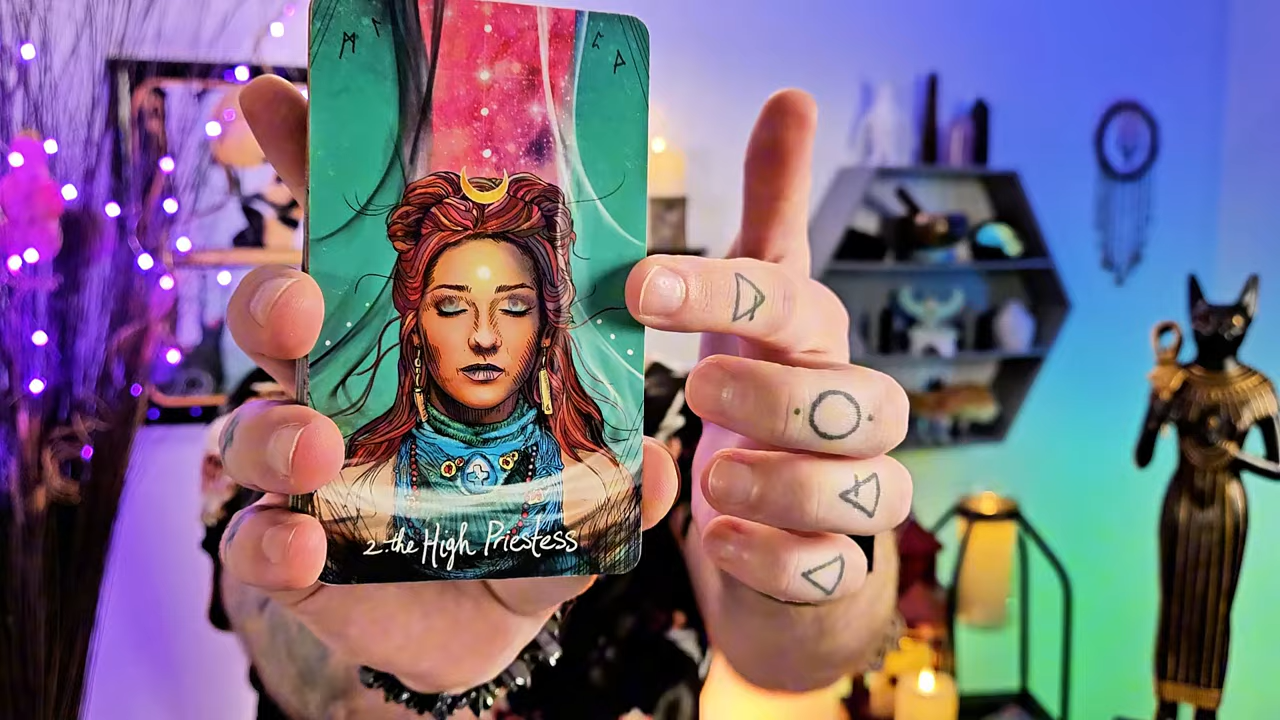 ᛗ ᛚ
ᛈ ᚹ
2. the High Priestess